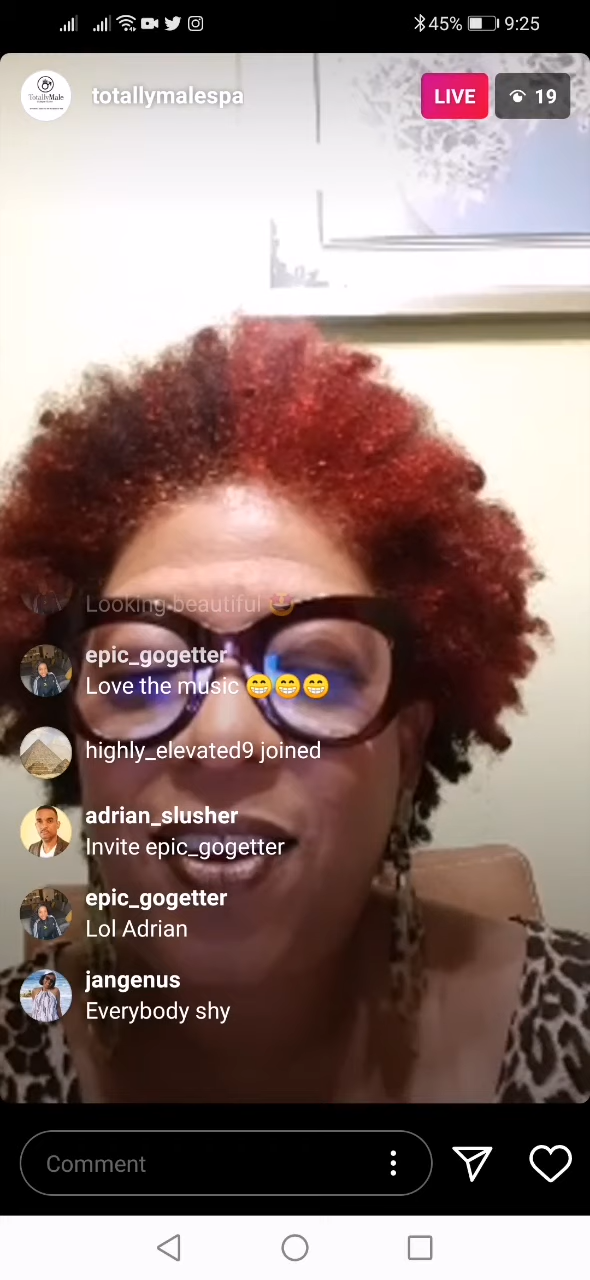 45% 9:25
TotallyMale
totallymalespa
LIVE 19
Looking beautiful 🤩
epic_gogetter
Love the music 😁😁😁
highly_elevated9 joined
adrian_slusher
Invite epic_gogetter
epic_gogetter
Lol Adrian
jangenus
Everybody shy
Comment